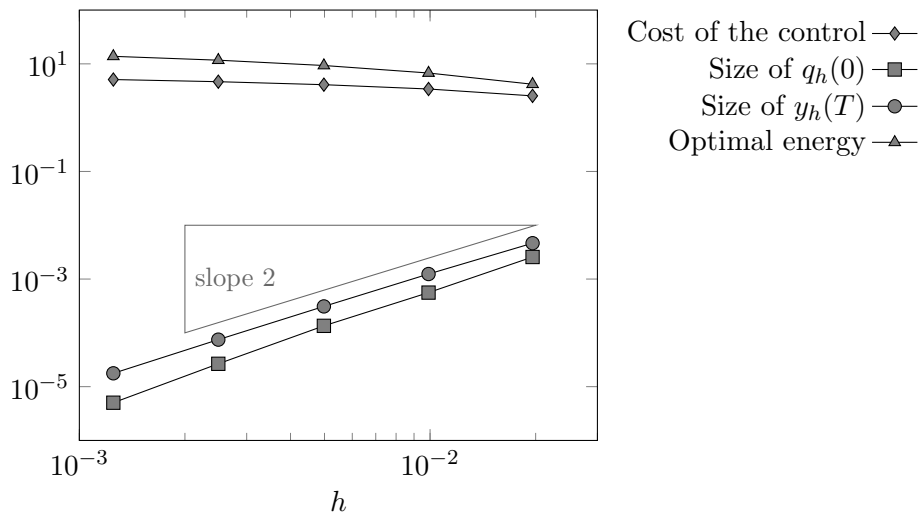 10^1
10^{-1}
10^{-3}
10^{-5}
10^{-3}
10^{-2}
h
slope 2
Cost of the control
Size of q_h(0)
Size of y_h(T)
Optimal energy